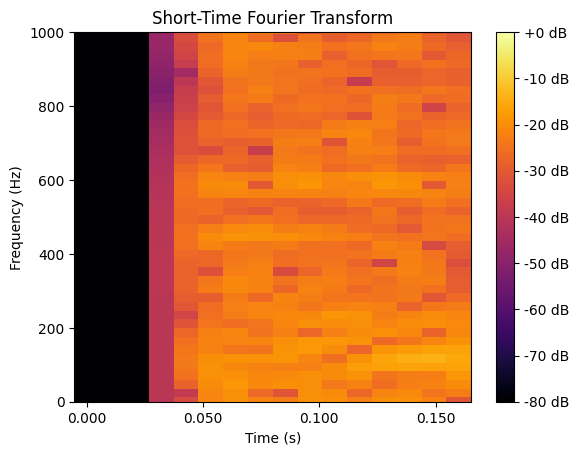 Short-Time Fourier Transform
1000
800
600
400
200
0
Frequency (Hz)
0.000
0.050
0.100
0.150
Time (s)
+0 dB
-10 dB
-20 dB
-30 dB
-40 dB
-50 dB
-60 dB
-70 dB
-80 dB